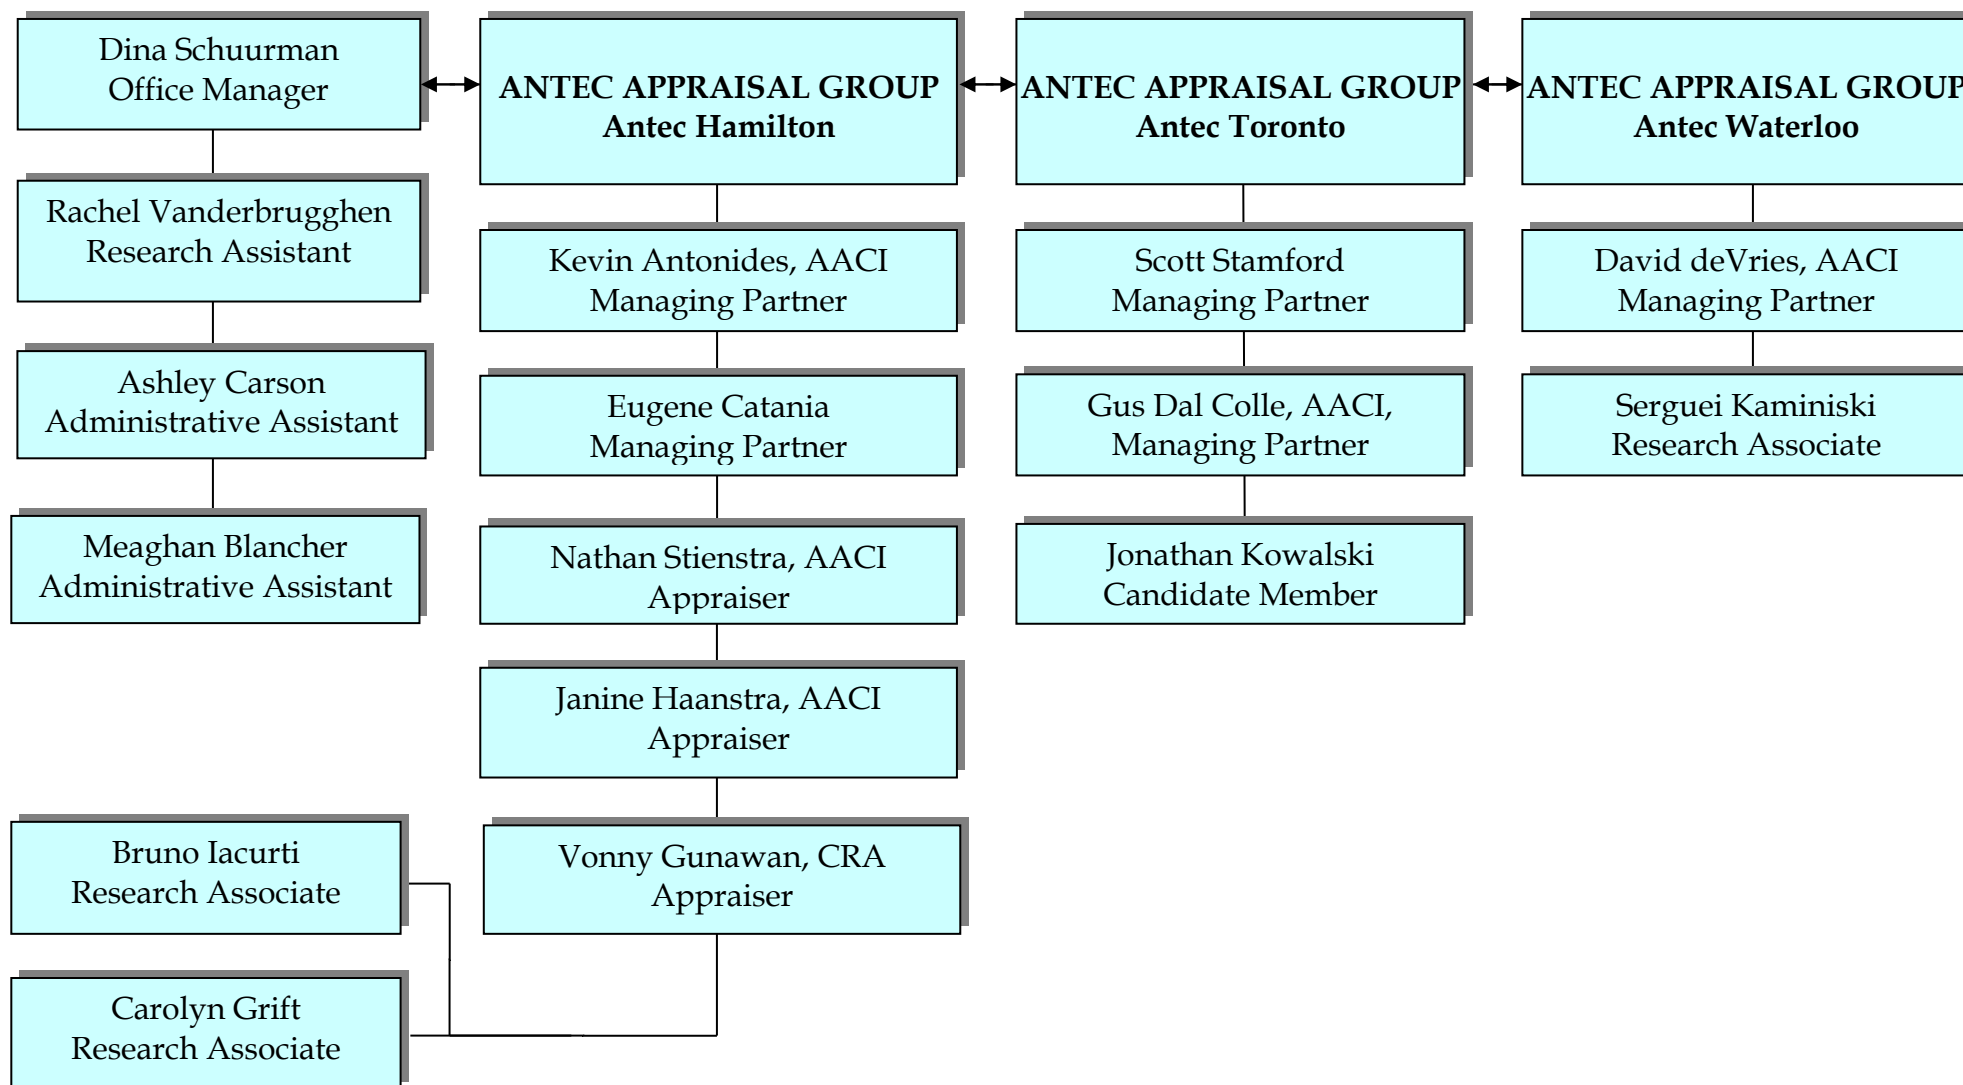 Dina Schuurman
Office Manager
Rachel Vanderbrugghen
Research Assistant
Ashley Carson
Administrative Assistant
Meaghan Blancher
Administrative Assistant
ANTEC APPRAISAL GROUP
Antec Hamilton
Kevin Antonides, AACI
Managing Partner
Eugene Catania
Managing Partner
Nathan Stienstra, AACI
Appraiser
Janine Haanstra, AACI
Appraiser
Vonny Gunawan, CRA
Appraiser
Bruno Iacurti
Research Associate
Carolyn Grift
Research Associate
ANTEC APPRAISAL GROUP
Antec Toronto
Scott Stamford
Managing Partner
Gus Dal Colle, AACI,
Managing Partner
Jonathan Kowalski
Candidate Member
ANTEC APPRAISAL GROUP
Antec Waterloo
David deVries, AACI
Managing Partner
Serguei Kaminiski
Research Associate